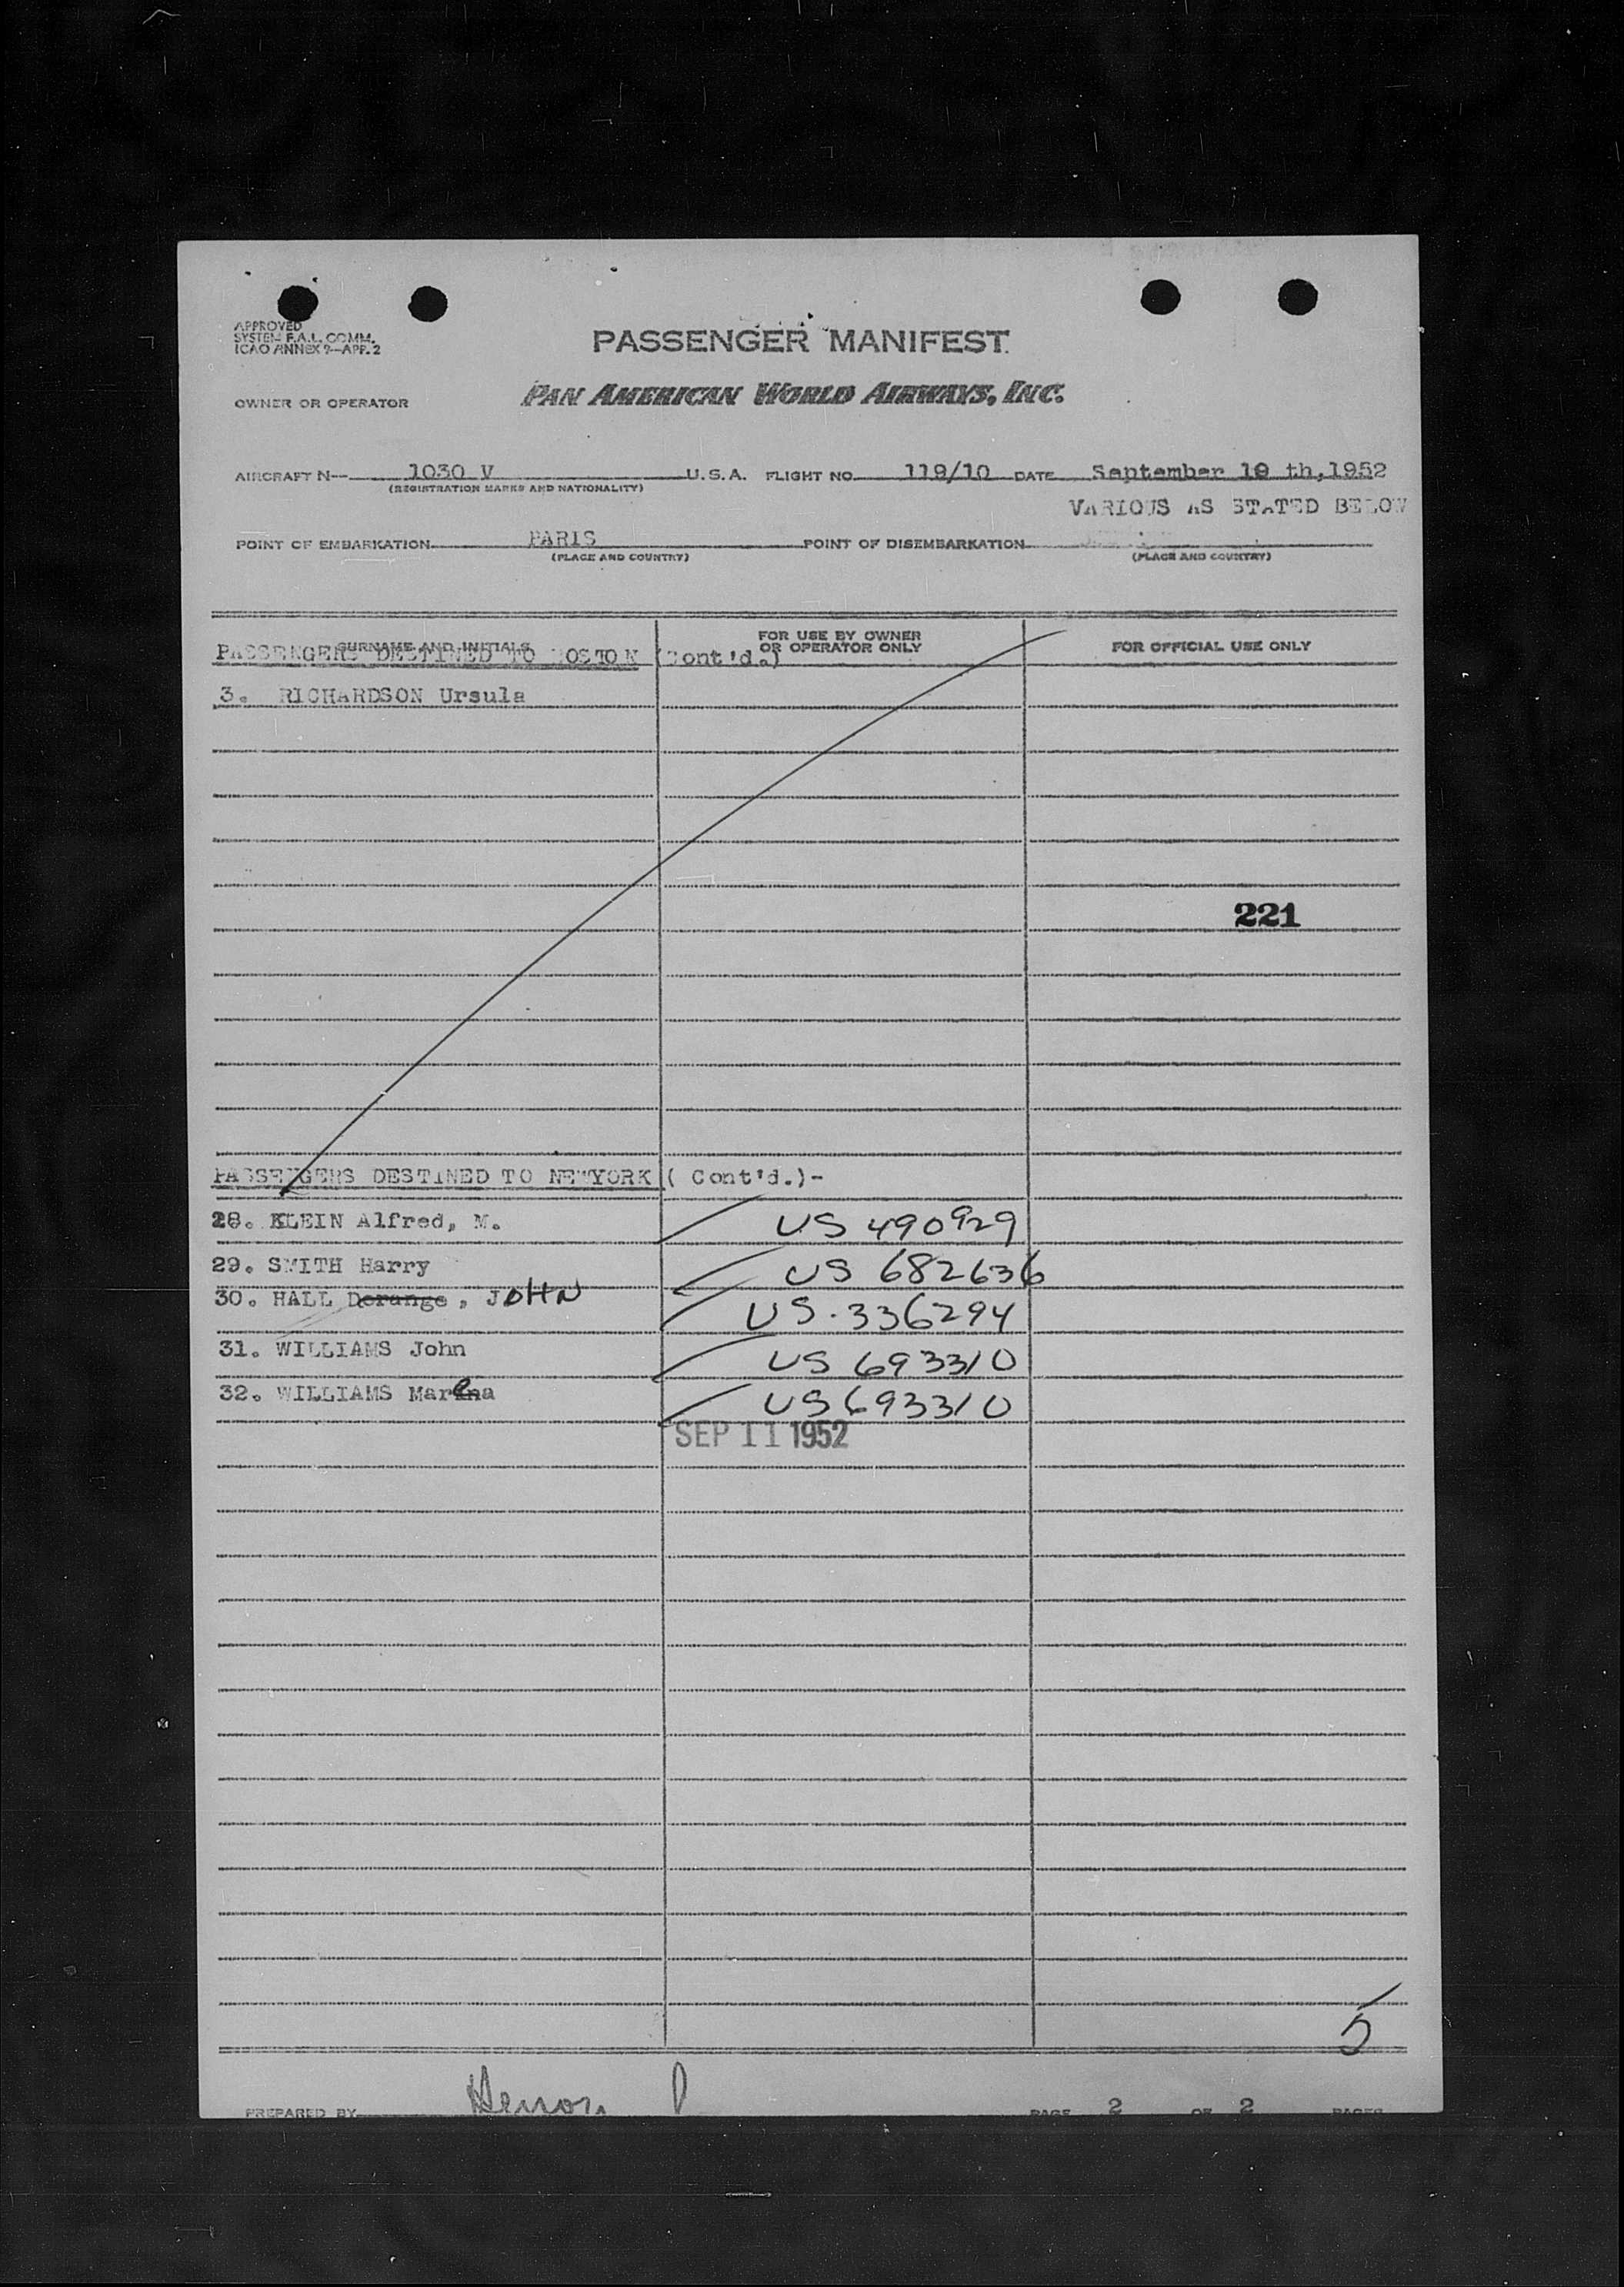 APPROVED
SYSTEM F.A.L. COMM.
ICAO ANNEX 9—APP. 2
PASSENGER MANIFEST
OWNER OR OPERATOR PAN AMERICAN WORLD AIRWAYS, INC.
AIRCRAFT N-- 1030 V U.S.A. FLIGHT NO. 119/10 DATE September 10 th, 1952
(REGISTRATION MARKS AND NATIONALITY)
VARIOUS AS STATED BELOW
POINT OF EMBARKATION PARIS POINT OF DISEMBARKATION
(PLACE AND COUNTRY) (PLACE AND COUNTRY)
SURNAME AND INITIALS FOR USE BY OWNER OR OPERATOR ONLY FOR OFFICIAL USE ONLY
PASSENGERS DESTINED TO BOSTON (Cont'd.)
3. RICHARDSON Ursula
221
PASSENGERS DESTINED TO NEWYORK ( Cont'd.)-
28. KLEIN Alfred, M. US 490929
29. SMITH Harry US 682636
30. HALL Dorange, JOHN US. 336294
31. WILLIAMS John US 693310
32. WILLIAMS Marena US 693310
SEP 11 1952
5
PREPARED BY PAGE 2 OF 2 PAGES